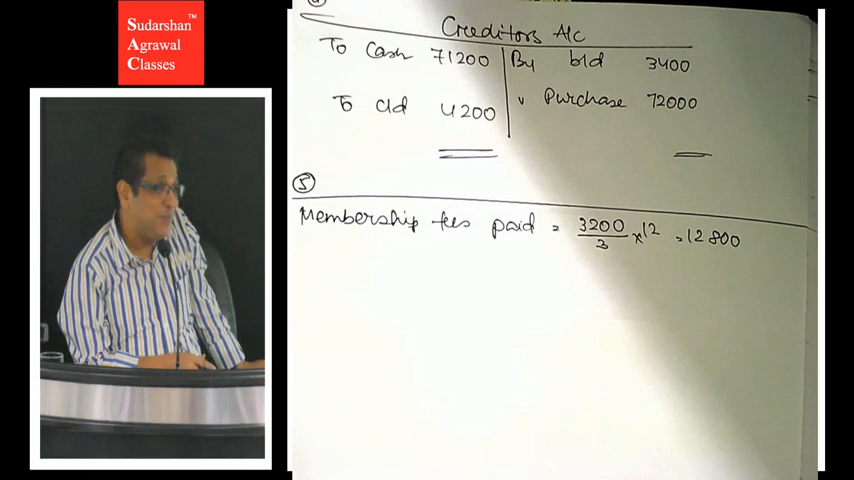 Sudarshan™
Agrawal
Classes
Creditors A/c
To Cash 71200 By b/d 3400
To c/d 4200 " Purchase 72000
5
Membership fees paid = 3200/3 x 12 = 12800